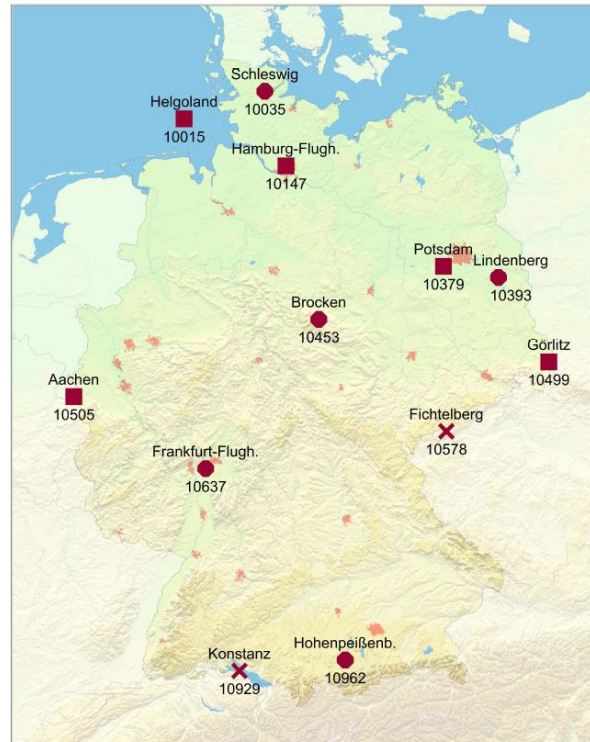 Schleswig
10035
Helgoland
10015
Hamburg-Flugh.
10147
Potsdam
10379
Lindenberg
10393
Brocken
10453
Görlitz
10499
Aachen
10505
Fichtelberg
10578
Frankfurt-Flugh.
10637
Konstanz
10929
Hohenpeißenb.
10962